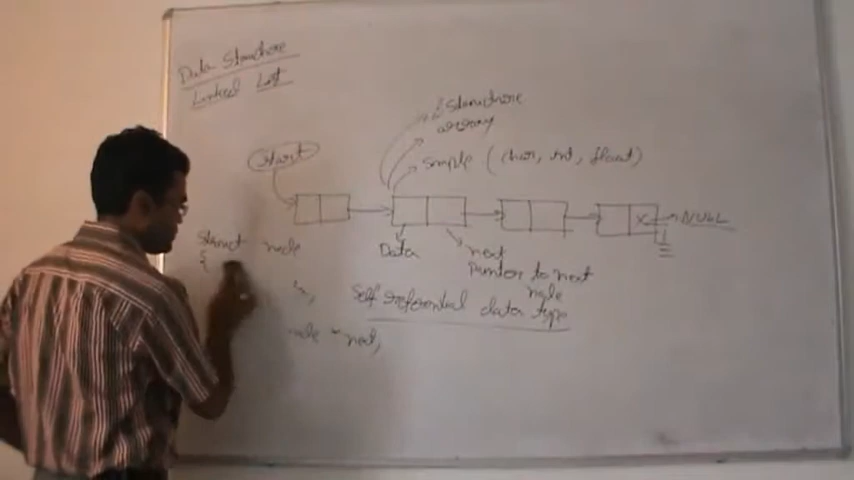 Data Structure
Linked List
structure
array
Simple (char, int, float)
start
X
NULL
Data
next
Pointer to next
node
struct node
{
Self referential data type
node *next;